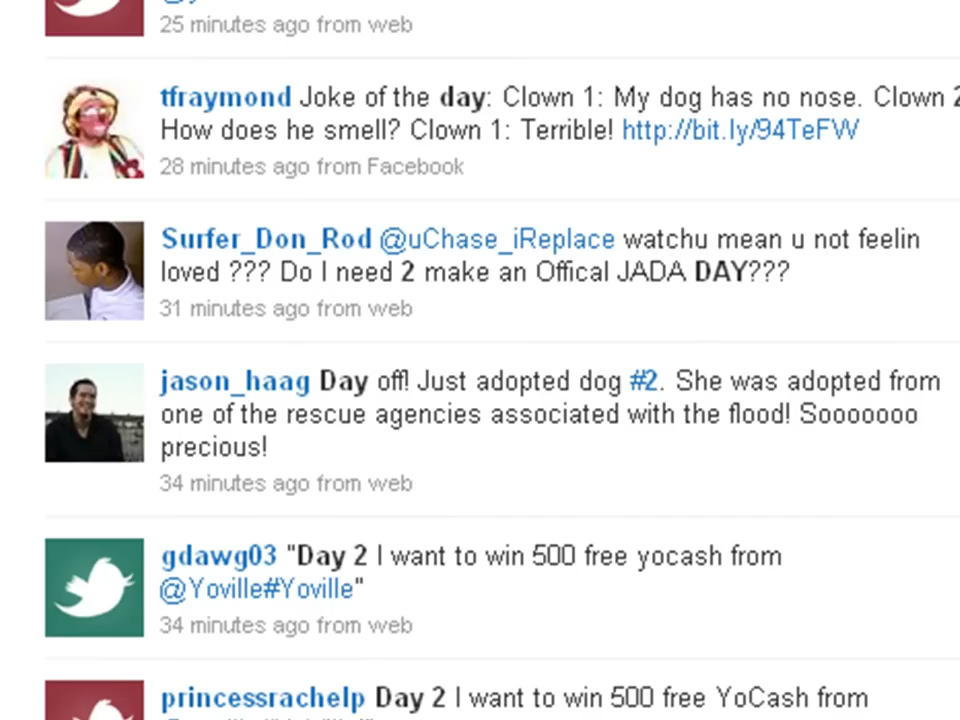 25 minutes ago from web
tfraymond Joke of the day: Clown 1: My dog has no nose. Clown 2
How does he smell? Clown 1: Terrible! http://bit.ly/94TeFW
28 minutes ago from Facebook
Surfer_Don_Rod @uChase_iReplace watchu mean u not feelin
loved ??? Do I need 2 make an Offical JADA DAY???
31 minutes ago from web
jason_haag Day off! Just adopted dog #2. She was adopted from
one of the rescue agencies associated with the flood! Sooooooo
precious!
34 minutes ago from web
gdawg03 "Day 2 I want to win 500 free yocash from
@Yoville#Yoville"
34 minutes ago from web
princessrachelp Day 2 I want to win 500 free YoCash from